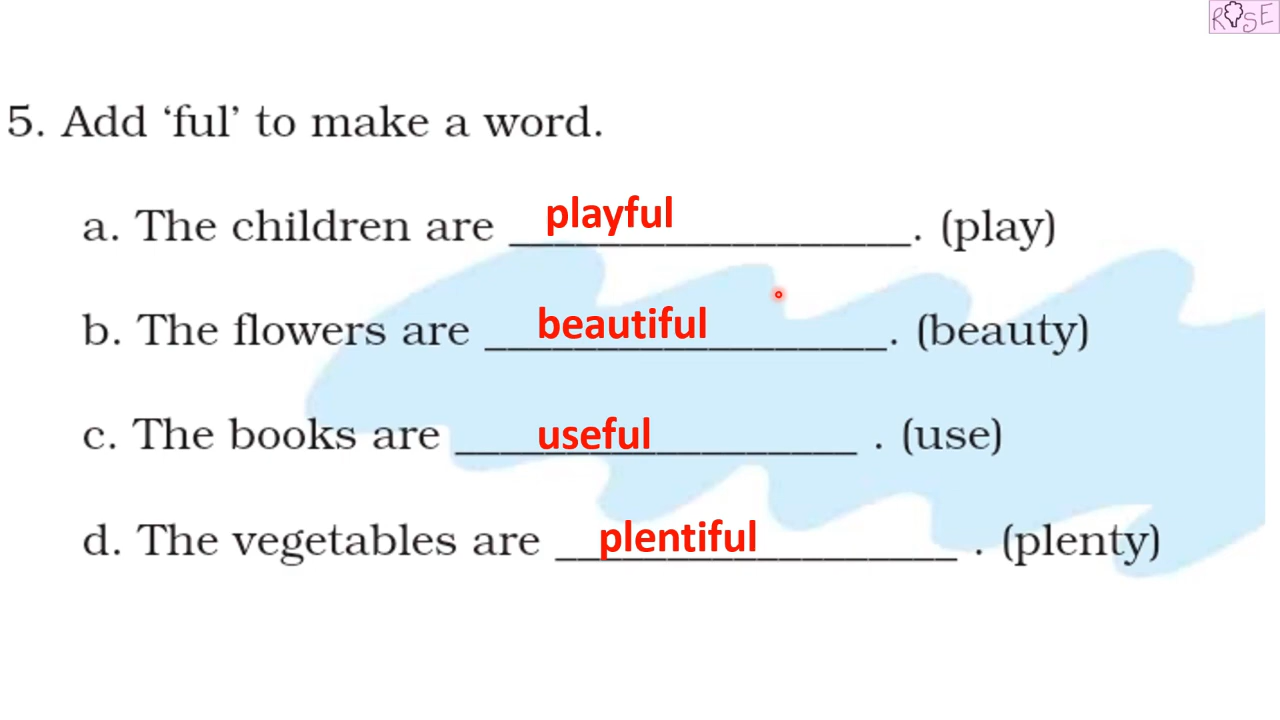 R SE
5. Add ‘ful’ to make a word.
a. The children are playful. (play)
b. The flowers are beautiful. (beauty)
c. The books are useful . (use)
d. The vegetables are plentiful . (plenty)